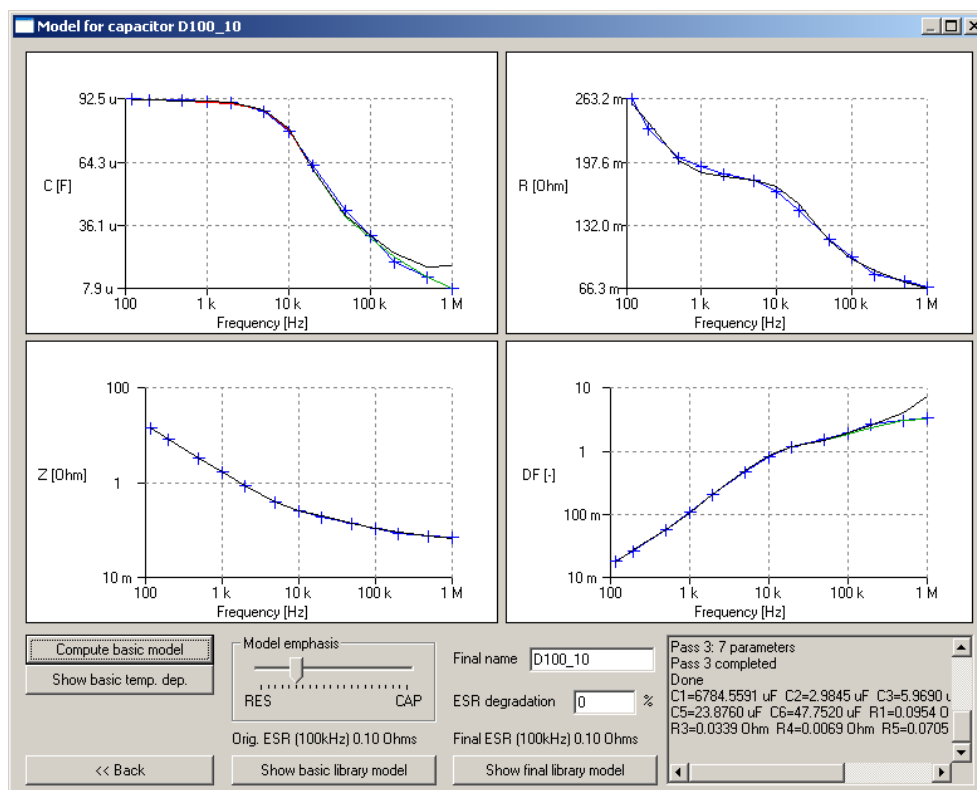 Model for capacitor D100_10
92.5 u
64.3 u
C [F]
36.1 u
7.9 u
100 1 k 10 k 100 k 1 M
Frequency [Hz]
263.2 m
197.6 m
R [Ohm]
132.0 m
66.3 m
100 1 k 10 k 100 k 1 M
Frequency [Hz]
100
Z [Ohm]
1
10 m
100 1 k 10 k 100 k 1 M
Frequency [Hz]
10
1
DF [-]
100 m
10 m
100 1 k 10 k 100 k 1 M
Frequency [Hz]
Compute basic model
Show basic temp. dep.
<< Back
Model emphasis
RES CAP
Orig. ESR (100kHz) 0.10 Ohms
Show basic library model
Final name D100_10
ESR degradation 0 %
Final ESR (100kHz) 0.10 Ohms
Show final library model
Pass 3: 7 parameters
Pass 3 completed
Done
C1=6784.5591 uF C2=2.9845 uF C3=5.9690 u
C5=23.8760 uF C6=47.7520 uF R1=0.0954 O
R3=0.0339 Ohm R4=0.0069 Ohm R5=0.0705